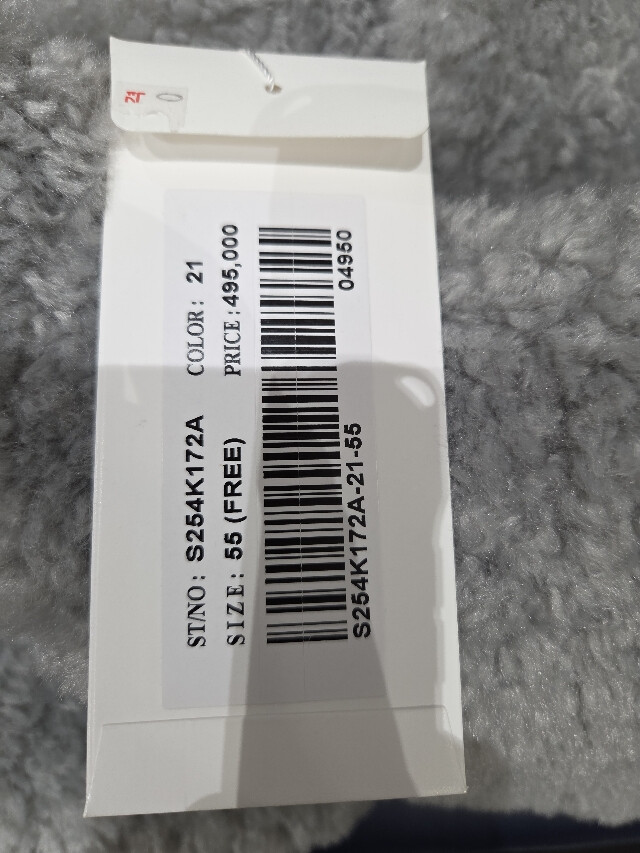 ST/NO : S254K172A COLOR : 21
SIZE : 55 (FREE) PRICE : 495,000
04950
S254K172A-21-55